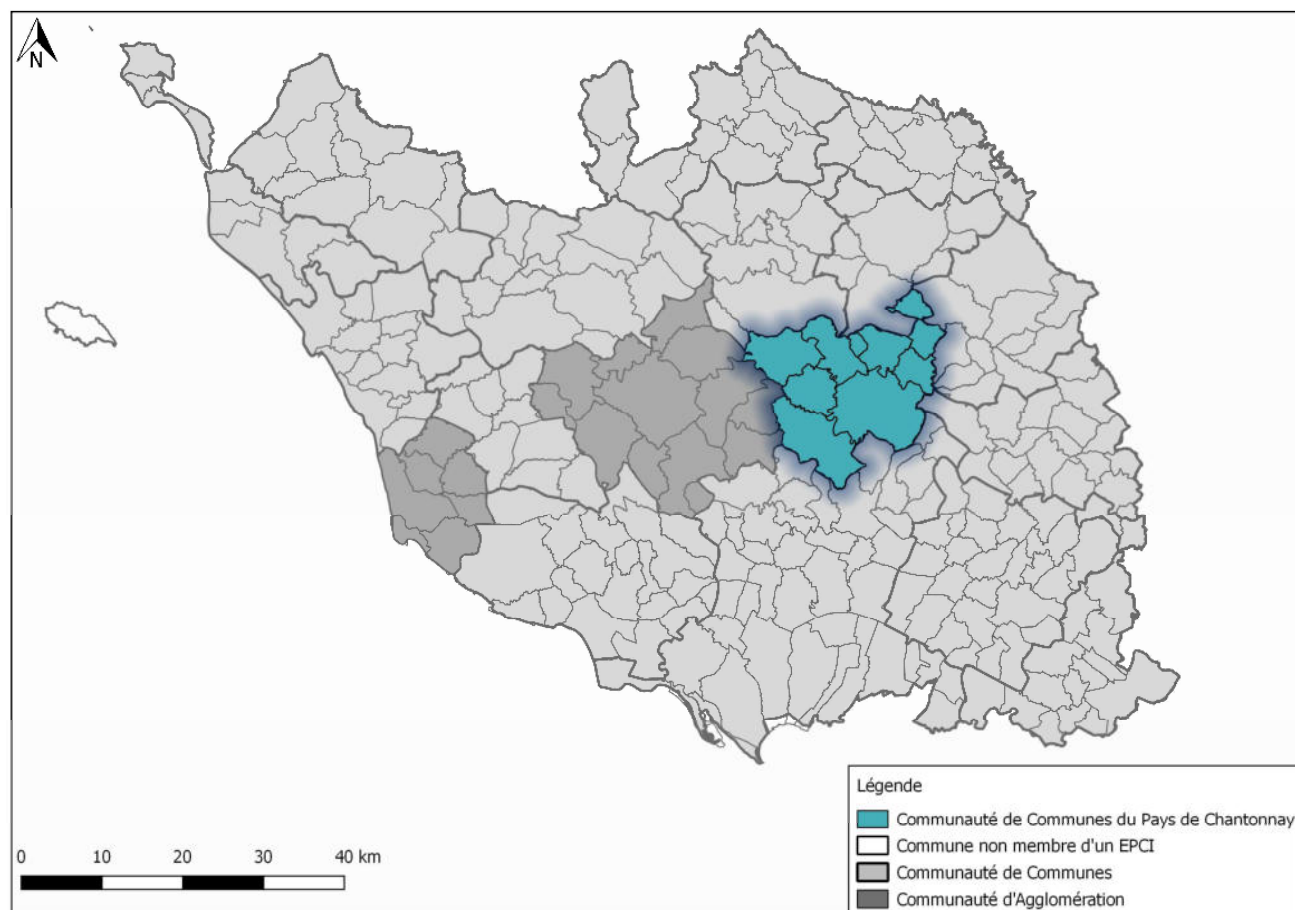 N
Légende
Communauté de Communes du Pays de Chantonnay
Commune non membre d'un EPCI
Communauté de Communes
Communauté d'Agglomération
0 10 20 30 40 km